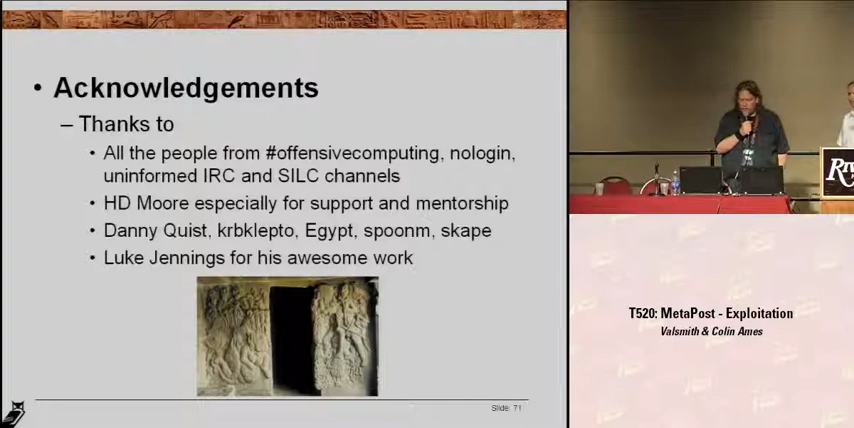 • Acknowledgements
– Thanks to
• All the people from #offensivecomputing, nologin,
uninformed IRC and SILC channels
• HD Moore especially for support and mentorship
• Danny Quist, krbklepto, Egypt, spoonm, skape
• Luke Jennings for his awesome work
Slide: 71
T520: MetaPost - Exploitation
Valsmith & Colin Ames